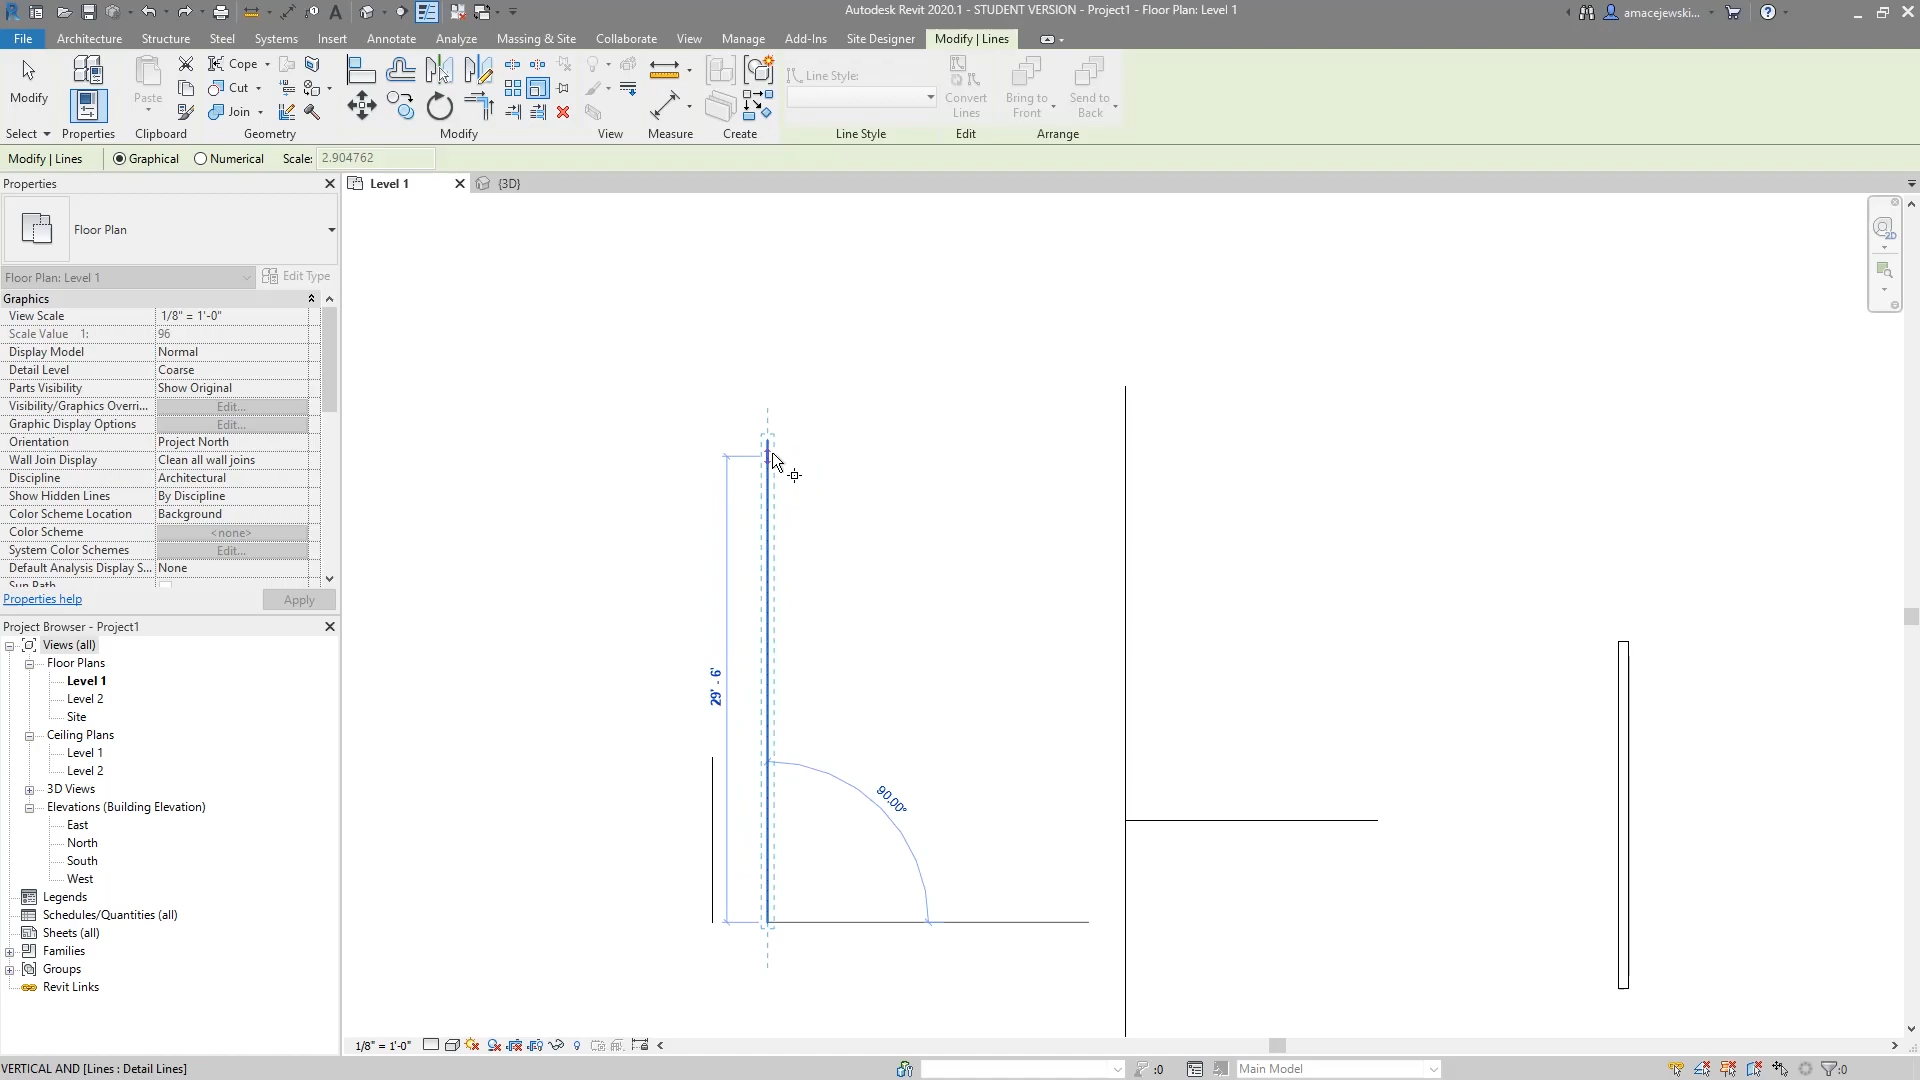 Autodesk Revit 2020.1 - STUDENT VERSION - Project1 - Floor Plan: Level 1
amacejewski...
File Architecture Structure Steel Systems Insert Annotate Analyze Massing & Site Collaborate View Manage Add-Ins Site Designer Modify | Lines
Modify
Paste
Cope
Cut
Join
Line Style:
Convert
Lines
Bring to
Front
Send to
Back
Select Properties Clipboard Geometry Modify View Measure Create Line Style Edit Arrange
Modify | Lines Graphical Numerical Scale: 2.904762
Properties
Level 1 {3D}
Floor Plan
Floor Plan: Level 1 Edit Type
Graphics
View Scale 1/8" = 1'-0"
Scale Value 1: 96
Display Model Normal
Detail Level Coarse
Parts Visibility Show Original
Visibility/Graphics Overri... Edit...
Graphic Display Options Edit...
Orientation Project North
Wall Join Display Clean all wall joins
Discipline Architectural
Show Hidden Lines By Discipline
Color Scheme Location Background
Color Scheme <none>
System Color Schemes Edit...
Default Analysis Display S... None
Sun Path
Properties help Apply
Project Browser - Project1
Views (all)
Floor Plans
Level 1
Level 2
Site
Ceiling Plans
Level 1
Level 2
3D Views
Elevations (Building Elevation)
East
North
South
West
Legends
Schedules/Quantities (all)
Sheets (all)
Families
Groups
Revit Links
29' - 6'
90.00°
2D
1/8" = 1'-0"
VERTICAL AND [Lines : Detail Lines]
:0
Main Model
:0